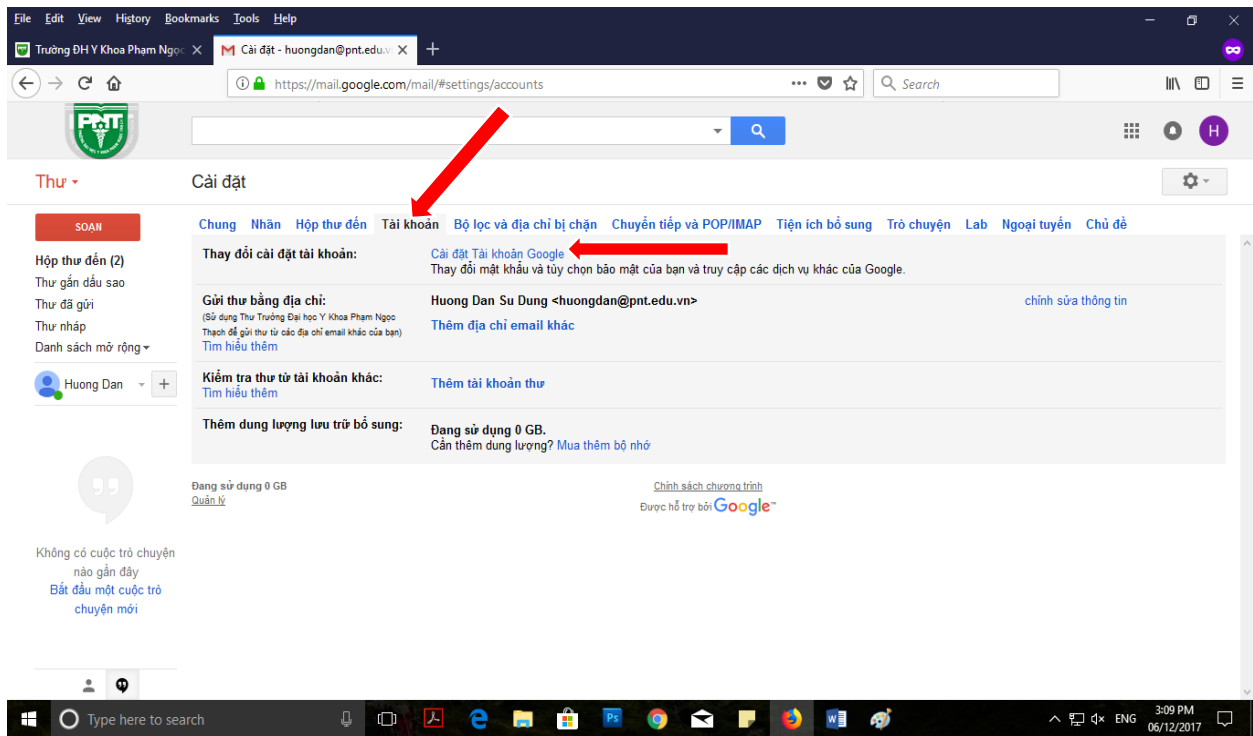 File Edit View History Bookmarks Tools Help
Trường ĐH Y Khoa Phạm Ngọc
Cài đặt - huongdan@pnt.edu.v
https://mail.google.com/mail/#settings/accounts
Search
PNT
H
Thư
Cài đặt
SOẠN
Chung Nhãn Hộp thư đến Tài khoản Bộ lọc và địa chỉ bị chặn Chuyển tiếp và POP/IMAP Tiện ích bổ sung Trò chuyện Lab Ngoại tuyến Chủ đề
Hộp thư đến (2)
Thư gắn dấu sao
Thư đã gửi
Thư nháp
Danh sách mở rộng
Huong Dan
Thay đổi cài đặt tài khoản:
Cài đặt Tài khoản Google
Thay đổi mật khẩu và tùy chọn bảo mật của bạn và truy cập các dịch vụ khác của Google.
Gửi thư bằng địa chỉ:
(Sử dụng Thư Trường Đại học Y Khoa Phạm Ngọc
Thạch để gửi thư từ các địa chỉ email khác của bạn)
Tìm hiểu thêm
Huong Dan Su Dung <huongdan@pnt.edu.vn>
chỉnh sửa thông tin
Thêm địa chỉ email khác
Kiểm tra thư từ tài khoản khác:
Tìm hiểu thêm
Thêm tài khoản thư
Thêm dung lượng lưu trữ bổ sung:
Đang sử dụng 0 GB.
Cần thêm dung lượng? Mua thêm bộ nhớ
Đang sử dụng 0 GB
Quản lý
Chính sách chương trình
Được hỗ trợ bởi Google™
Không có cuộc trò chuyện
nào gần đây
Bắt đầu một cuộc trò
chuyện mới
Type here to search
Ps
ENG
3:09 PM
06/12/2017